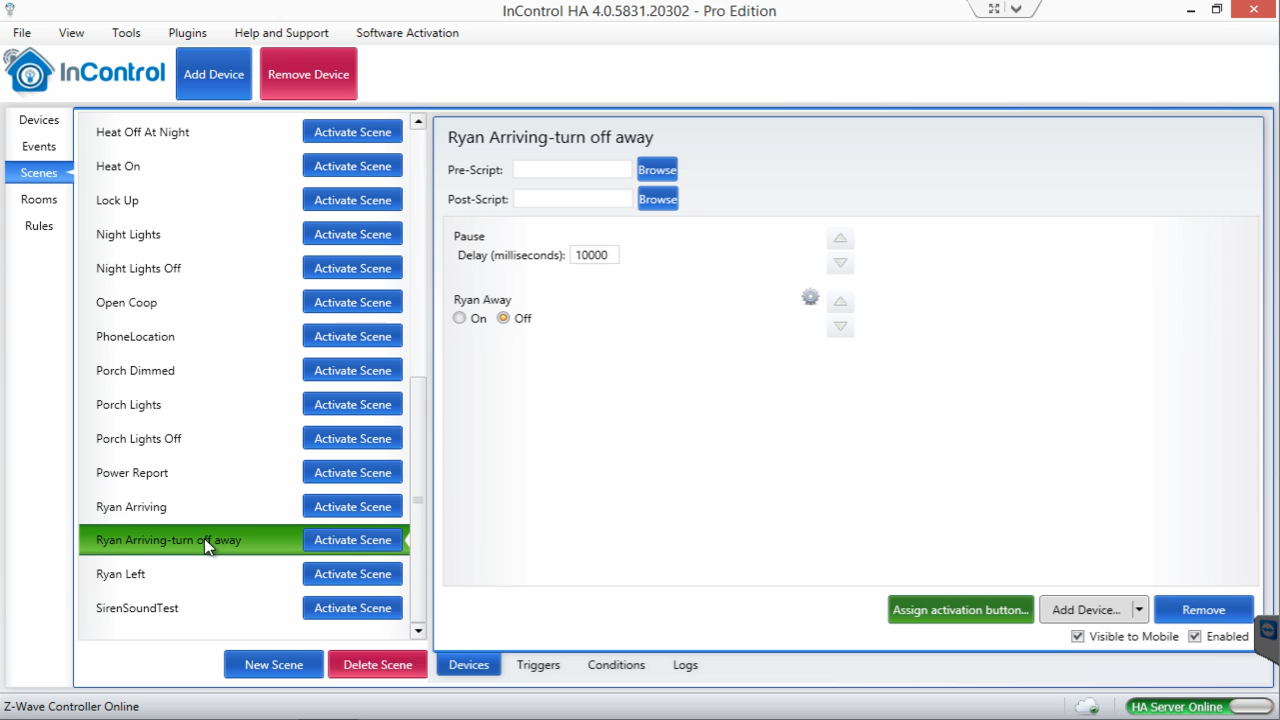 InControl HA 4.0.5831.20302 - Pro Edition
File View Tools Plugins Help and Support Software Activation
InControl Add Device Remove Device
Devices
Events
Scenes
Rooms
Rules
Heat Off At Night Activate Scene
Heat On Activate Scene
Lock Up Activate Scene
Night Lights Activate Scene
Night Lights Off Activate Scene
Open Coop Activate Scene
PhoneLocation Activate Scene
Porch Dimmed Activate Scene
Porch Lights Activate Scene
Porch Lights Off Activate Scene
Power Report Activate Scene
Ryan Arriving Activate Scene
Ryan Arriving-turn off away Activate Scene
Ryan Left Activate Scene
SirenSoundTest Activate Scene
New Scene Delete Scene
Ryan Arriving-turn off away
Pre-Script: Browse
Post-Script: Browse
Pause
Delay (milliseconds): 10000
Ryan Away
On Off
Assign activation button... Add Device... Remove
Visible to Mobile Enabled
Devices Triggers Conditions Logs
Z-Wave Controller Online HA Server Online